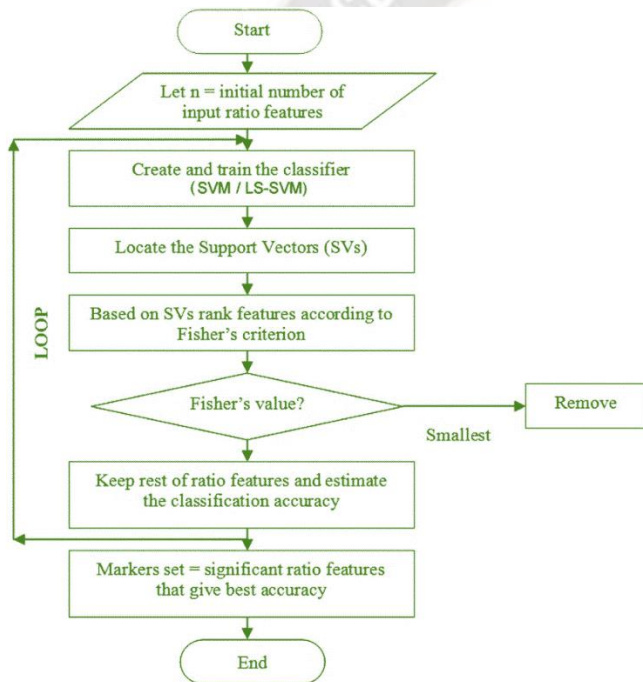 Start
Let n = initial number of
input ratio features
Create and train the classifier
(SVM / LS-SVM)
Locate the Support Vectors (SVs)
Based on SVs rank features according to
Fisher's criterion
LOOP
Fisher's value?
Remove
Smallest
Keep rest of ratio features and estimate
the classification accuracy
Markers set = significant ratio features
that give best accuracy
End